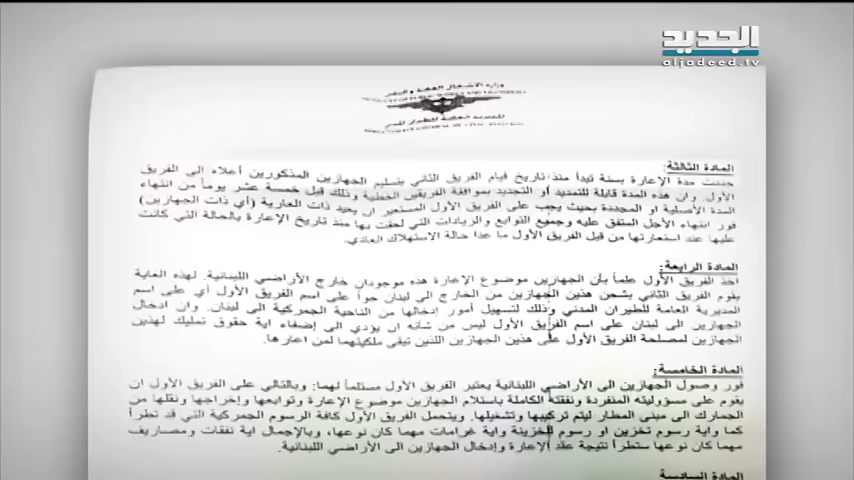 الجديد
aljadeed.tv
وزارة الأشغال العامة والنقل
المديرية العامة للطيران المدني
المادة الثالثة:
حددت مدة الإعارة بسنة تبدأ منذ تاريخ قيام الفريق الثاني بتسليم الجهازين المذكورين أعلاه الى الفريق
الأول. وان هذه المدة قابلة للتمديد او التجديد بموافقة الفريقين الخطية وذلك قبل خمسة عشر يوماً من انتهاء
المدة الأصلية او المجددة بحيث يجب على الفريق الأول المستعير ان يعيد ذات العارية (أي ذات الجهازين)
فور انتهاء الأجل المتفق عليه وجميع التوابع والزيادات التي لحقت بها منذ تاريخ الإعارة بالحالة التي كانت
عليها عند استعارتها من قبل الفريق الأول ما عدا حالة الاستهلاك العادي.
المادة الرابعة:
أخذ الفريق الأول علماً بأن الجهازين موضوع الإعارة هذه موجودان خارج الأراضي اللبنانية. لهذه الغاية
يقوم الفريق الثاني بشحن هذين الجهازين من الخارج الى لبنان جواً على اسم الفريق الأول أي على اسم
المديرية العامة للطيران المدني وذلك لتسهيل أمور إدخالها من الناحية الجمركية الى لبنان. وان ادخال
الجهازين الى لبنان على اسم الفريق الأول ليس من شانه ان يؤدي الى إضفاء اية حقوق تمليك لهذين
الجهازين لمصلحة الفريق الأول على هذين الجهازين اللذين تبقى ملكيتهما لمن اعارها.
المادة الخامسة:
فور وصول الجهازين الى الأراضي اللبنانية يعتبر الفريق الأول مستلماً لهما: وبالتالي على الفريق الأول ان
يقوم على مسؤوليته المنفردة ونفقته الكاملة باستلام الجهازين موضوع الإعارة وتوابعها وإخراجها ونقلها من
الجمارك الى مبنى المطار ليتم تركيبها وتشغيلها. ويتحمل الفريق الأول كافة الرسوم الجمركية التي قد تطرأ
كما واية رسوم تخزين او رسوم للخزينة واية غرامات مهما كان نوعها، وبالإجمال اية نفقات ومصاريف
مهما كان نوعها ستطرأ نتيجة عقد الإعارة وإدخال الجهازين الى الأراضي اللبنانية.
المادة السادسة